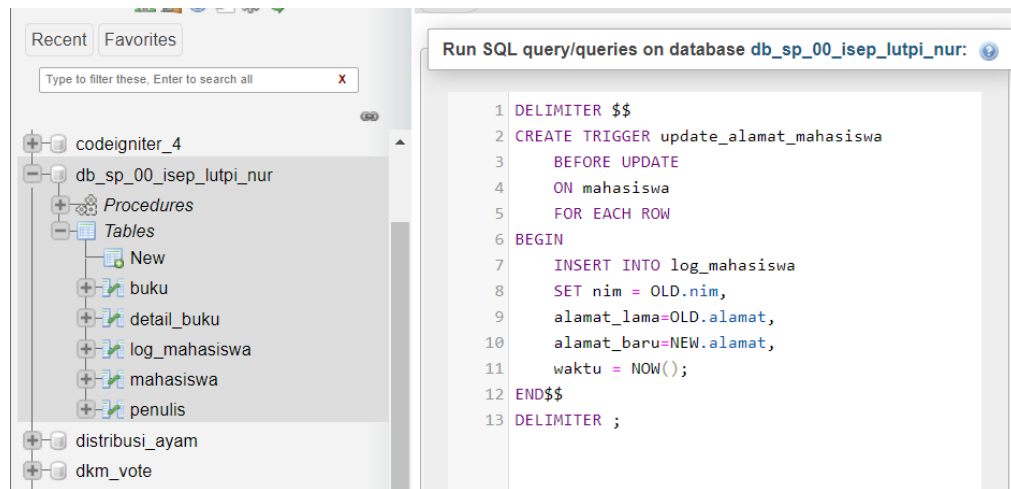 Recent Favorites
Type to filter these, Enter to search all X
codeigniter_4
db_sp_00_isep_lutpi_nur
Procedures
Tables
New
buku
detail_buku
log_mahasiswa
mahasiswa
penulis
distribusi_ayam
dkm_vote
Run SQL query/queries on database db_sp_00_isep_lutpi_nur:
1 DELIMITER $$
2 CREATE TRIGGER update_alamat_mahasiswa
3 BEFORE UPDATE
4 ON mahasiswa
5 FOR EACH ROW
6 BEGIN
7 INSERT INTO log_mahasiswa
8 SET nim = OLD.nim,
9 alamat_lama=OLD.alamat,
10 alamat_baru=NEW.alamat,
11 waktu = NOW();
12 END$$
13 DELIMITER ;